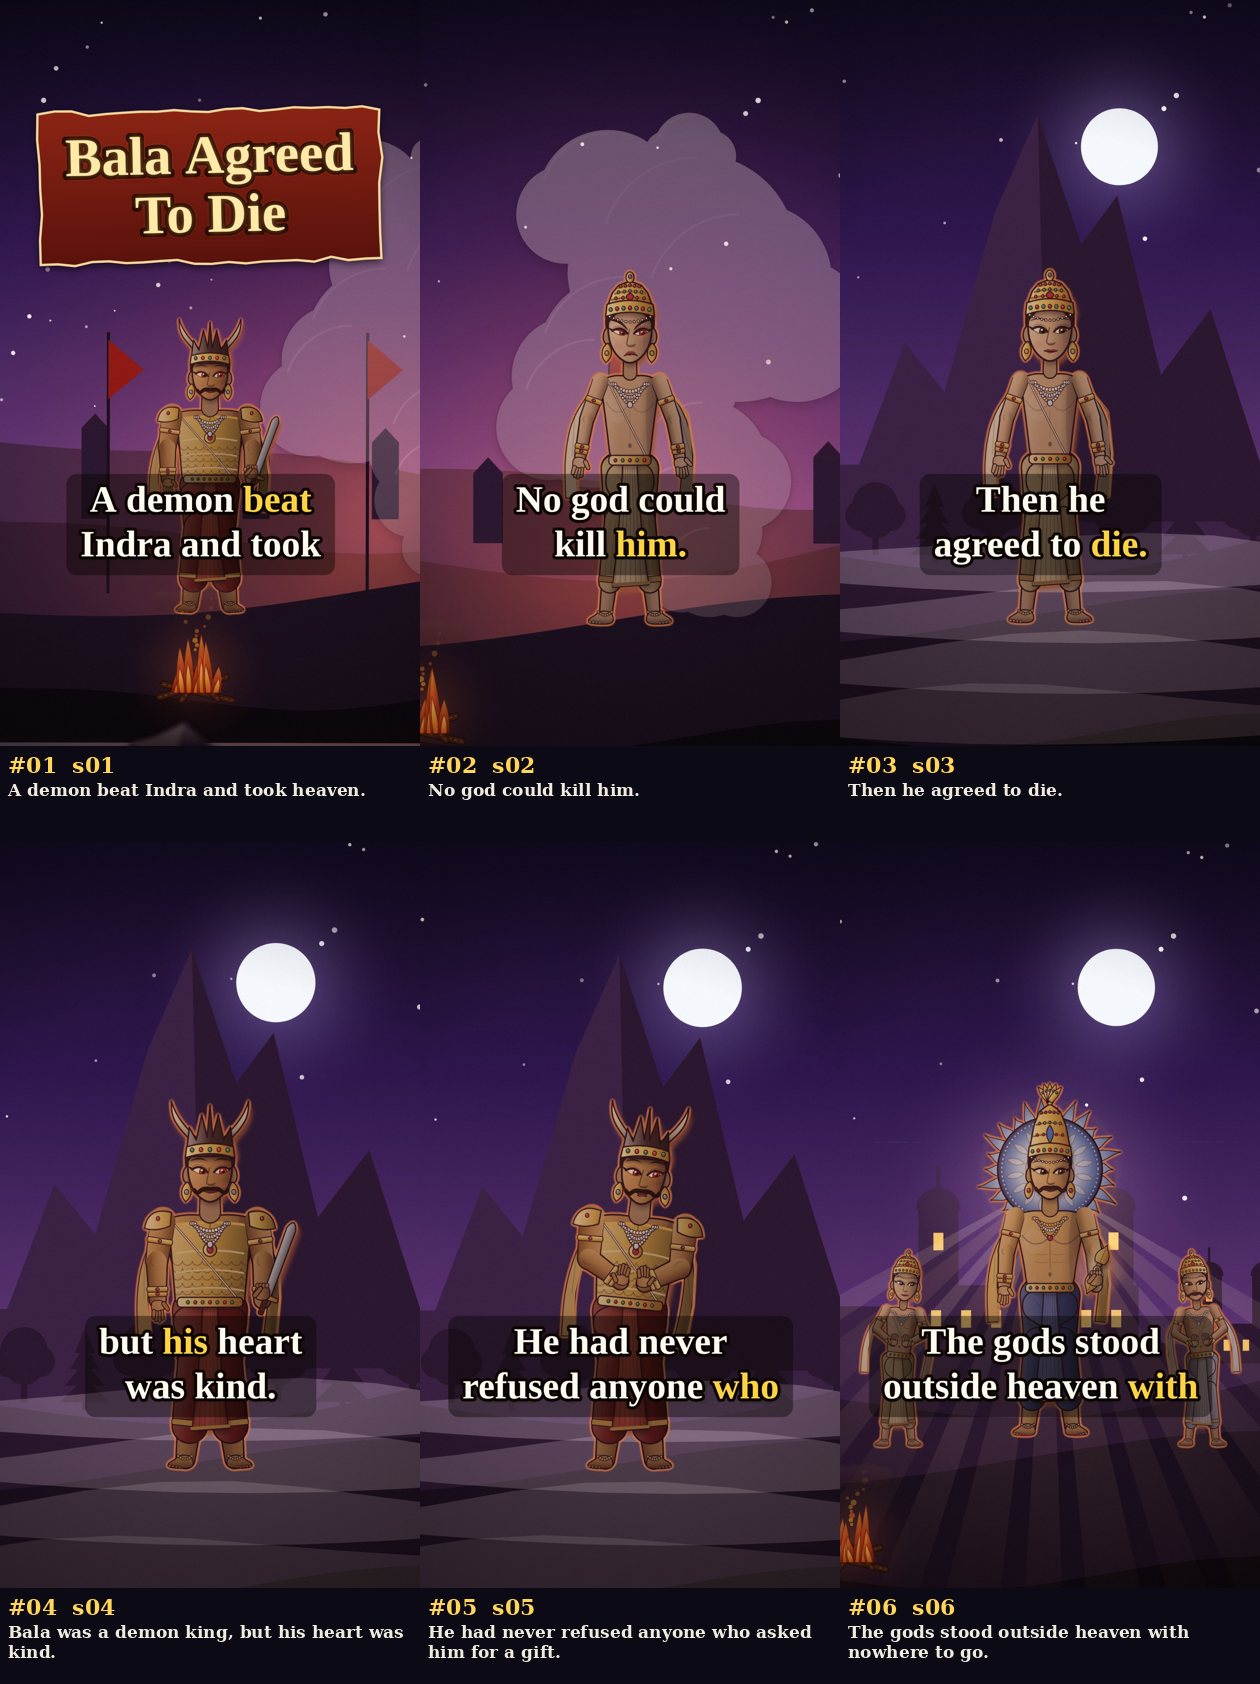 Bala Agreed
To Die
A demon beat
Indra and took
#01 s01
A demon beat Indra and took heaven.
No god could
kill him.
#02 s02
No god could kill him.
Then he
agreed to die.
#03 s03
Then he agreed to die.
but his heart
was kind.
#04 s04
Bala was a demon king, but his heart was
kind.
He had never
refused anyone who
#05 s05
He had never refused anyone who asked
him for a gift.
The gods stood
outside heaven with
#06 s06
The gods stood outside heaven with
nowhere to go.